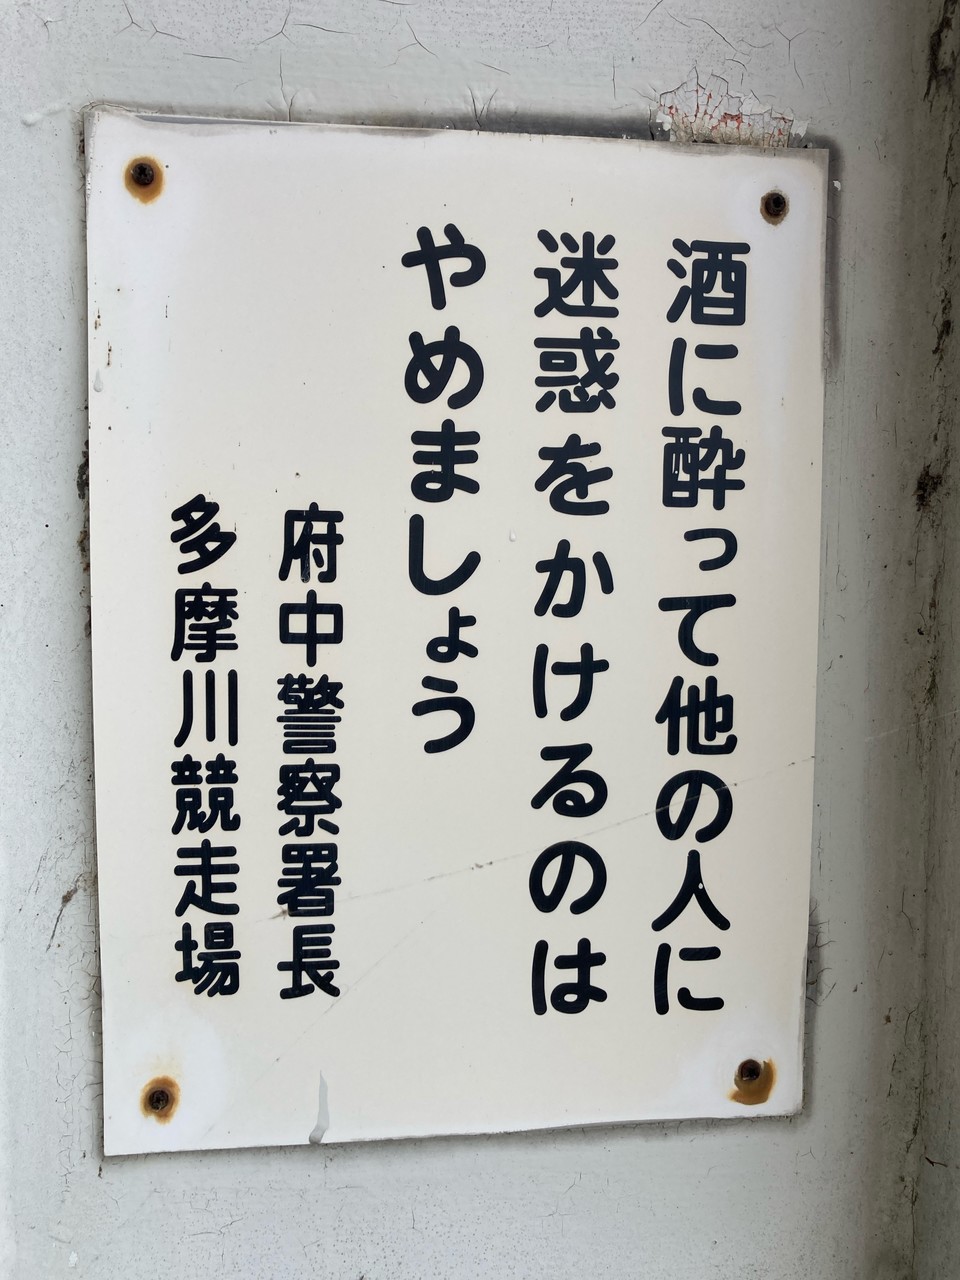 酒に酔って他の人に
迷惑をかけるのは
やめましょう
府中警察署長
多摩川競走場